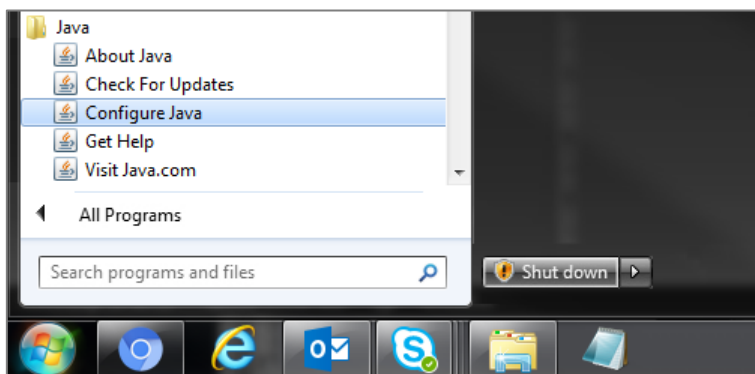 Java
About Java
Check For Updates
Configure Java
Get Help
Visit Java.com
All Programs
Search programs and files
Shut down